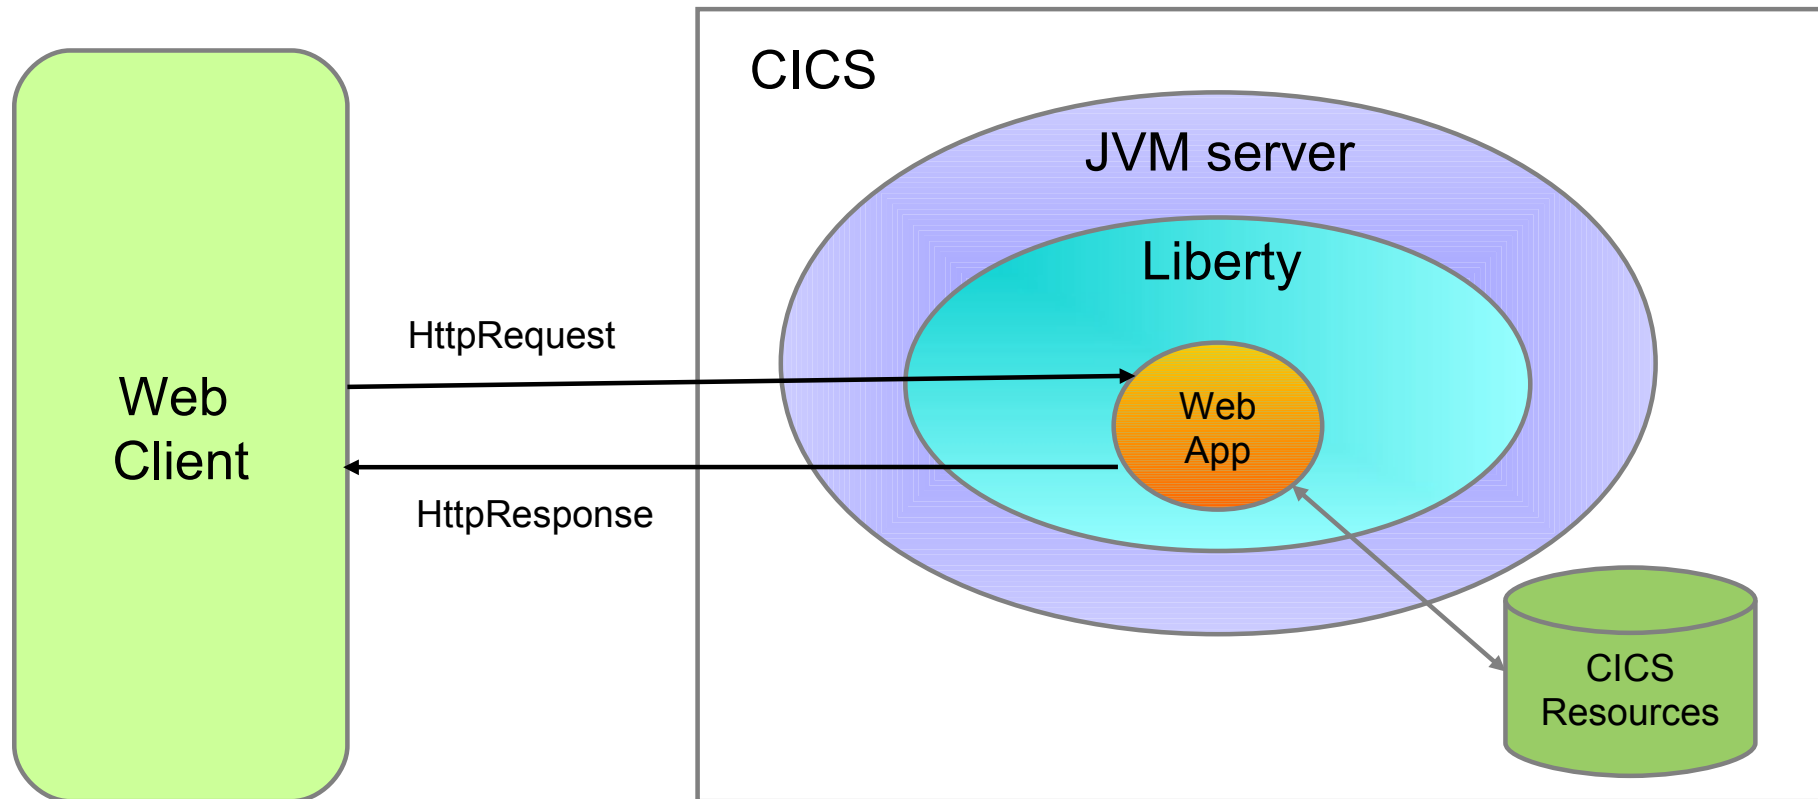 CICS
JVM server
Liberty
HttpRequest
Web
Client
Web
App
HttpResponse
CICS
Resources